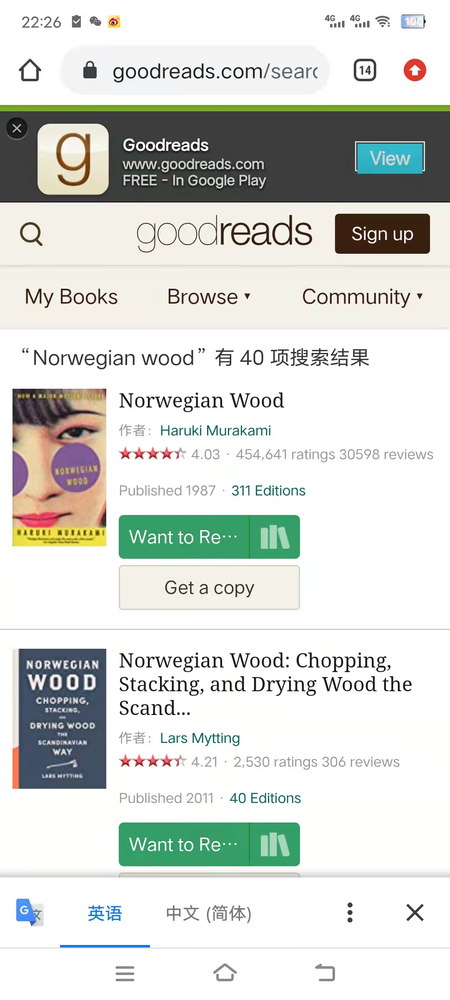 22:26
4G 4G 100
goodreads.com/searc
14
g
Goodreads
www.goodreads.com
FREE - In Google Play
View
goodreads
Sign up
My Books
Browse ▾
Community ▾
“Norwegian wood” 有 40 项搜索结果
NOW A MAJOR MOTION PICTURE
NORWEGIAN
WOOD
HARUKI MURAKAMI
Norwegian Wood
作者: Haruki Murakami
4.03 · 454,641 ratings 30598 reviews
Published 1987 · 311 Editions
Want to Re…
Get a copy
NORWEGIAN
WOOD
CHOPPING,
STACKING,
AND
DRYING WOOD
THE
SCANDINAVIAN
WAY
LARS MYTTING
Norwegian Wood: Chopping,
Stacking, and Drying Wood the
Scand...
作者: Lars Mytting
4.21 · 2,530 ratings 306 reviews
Published 2011 · 40 Editions
Want to Re…
G 文
英语
中文 (简体)